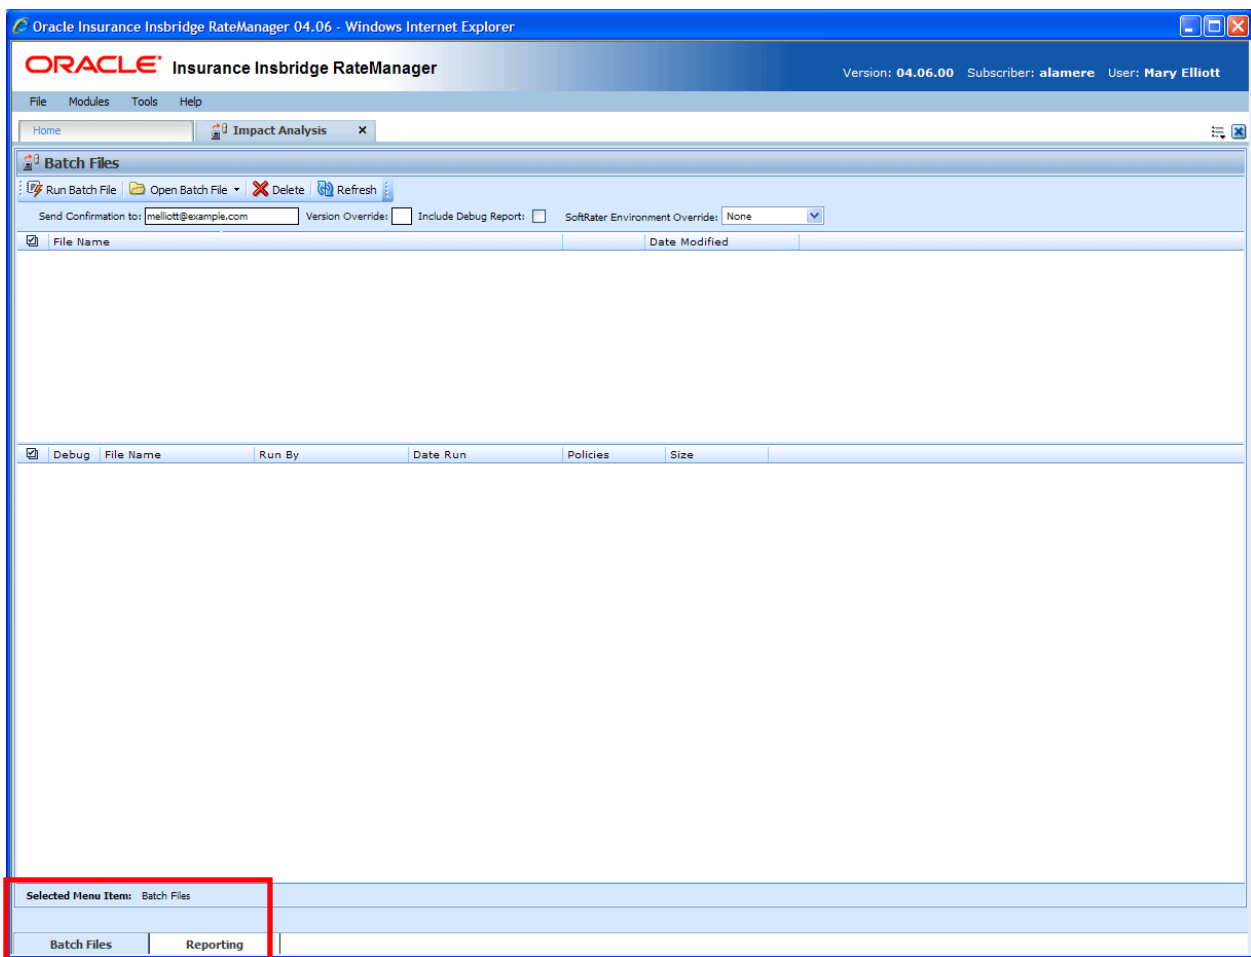 Oracle Insurance Insbridge RateManager 04.06 - Windows Internet Explorer
ORACLE Insurance Insbridge RateManager
Version: 04.06.00 Subscriber: alamere User: Mary Elliott
File Modules Tools Help
Home Impact Analysis x
Batch Files
Run Batch File Open Batch File Delete Refresh
Send Confirmation to: melliott@example.com Version Override: Include Debug Report: SoftRater Environment Override: None
File Name Date Modified
Debug File Name Run By Date Run Policies Size
Selected Menu Item: Batch Files
Batch Files Reporting